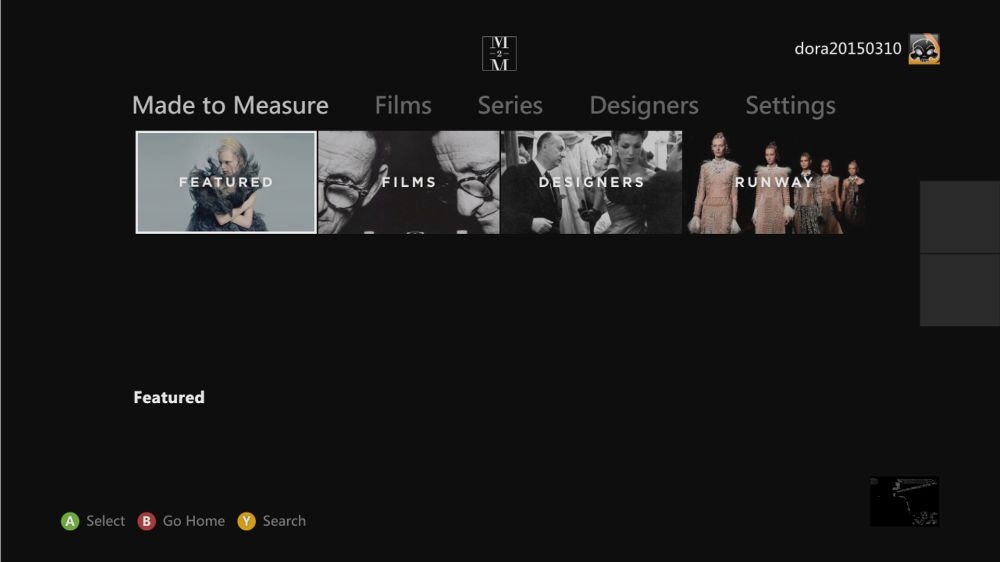 M
2
M
dora20150310
Made to Measure Films Series Designers Settings
FEATURED FILMS DESIGNERS RUNWAY
Featured
A Select B Go Home Y Search